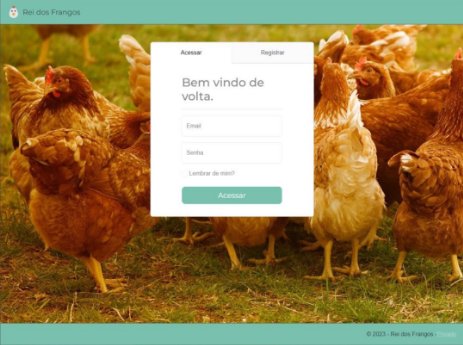 Rei dos Frangos
Acessar
Registrar
Bem vindo de
volta.
Email
Senha
Lembrar de mim?
Acessar
© 2023 - Rei dos Frangos -